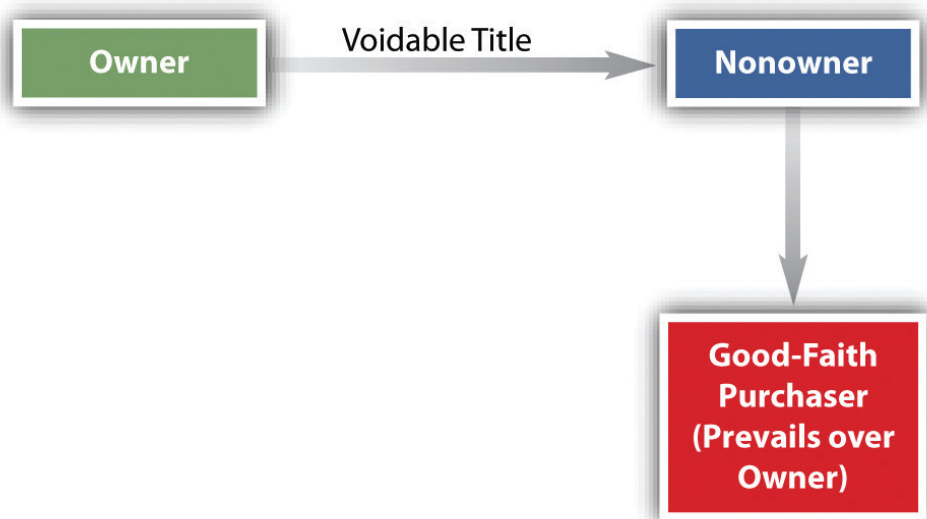 Owner
Voidable Title
Nonowner
Good-Faith
Purchaser
(Prevails over
Owner)